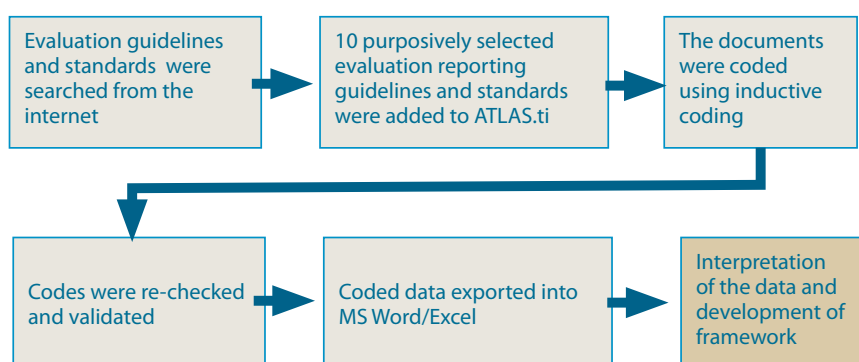 Evaluation guidelines
and standards were
searched from the
internet
10 purposively selected
evaluation reporting
guidelines and standards
were added to ATLAS.ti
The documents
were coded
using inductive
coding
Codes were re-checked
and validated
Coded data exported into
MS Word/Excel
Interpretation
of the data and
development of
framework